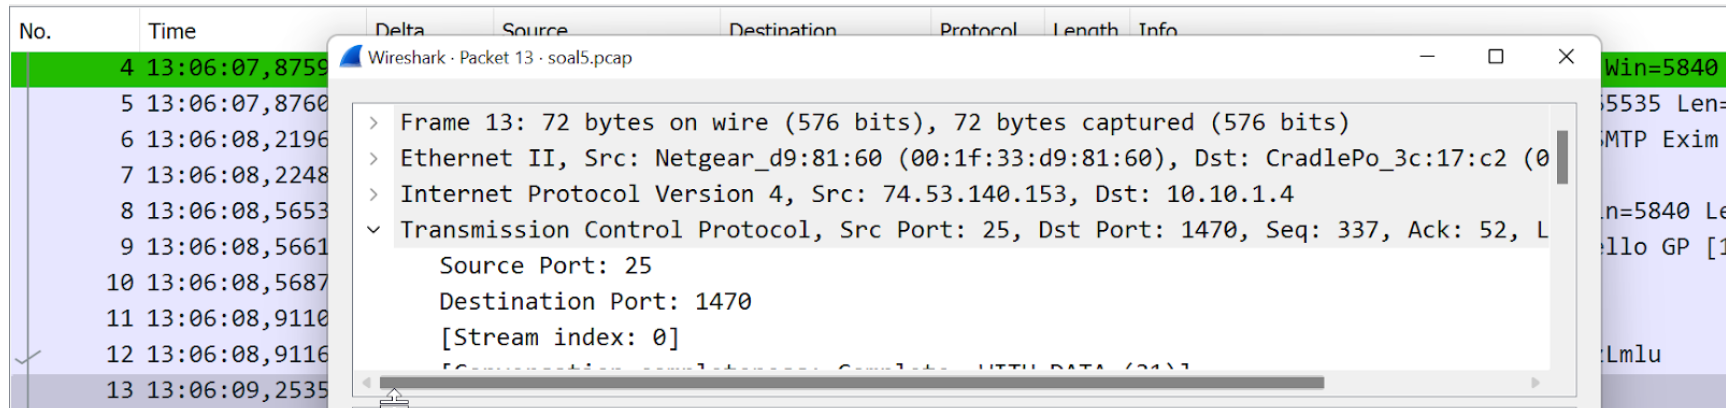 No. Time Delta Source Destination Protocol Length Info
Wireshark · Packet 13 · soal5.pcap
4 13:06:07,8759 Win=5840
5 13:06:07,8760 5535 Len=
6 13:06:08,2196 SMTP Exim
7 13:06:08,2248
8 13:06:08,5653 n=5840 Le
9 13:06:08,5661 ello GP [1
10 13:06:08,5687
11 13:06:08,9110
12 13:06:08,9116 Lmlu
13 13:06:09,2535
Frame 13: 72 bytes on wire (576 bits), 72 bytes captured (576 bits)
Ethernet II, Src: Netgear_d9:81:60 (00:1f:33:d9:81:60), Dst: CradlePo_3c:17:c2 (0
Internet Protocol Version 4, Src: 74.53.140.153, Dst: 10.10.1.4
Transmission Control Protocol, Src Port: 25, Dst Port: 1470, Seq: 337, Ack: 52, L
Source Port: 25
Destination Port: 1470
[Stream index: 0]
[Conversation completeness: Complete, WITH_DATA (31)]